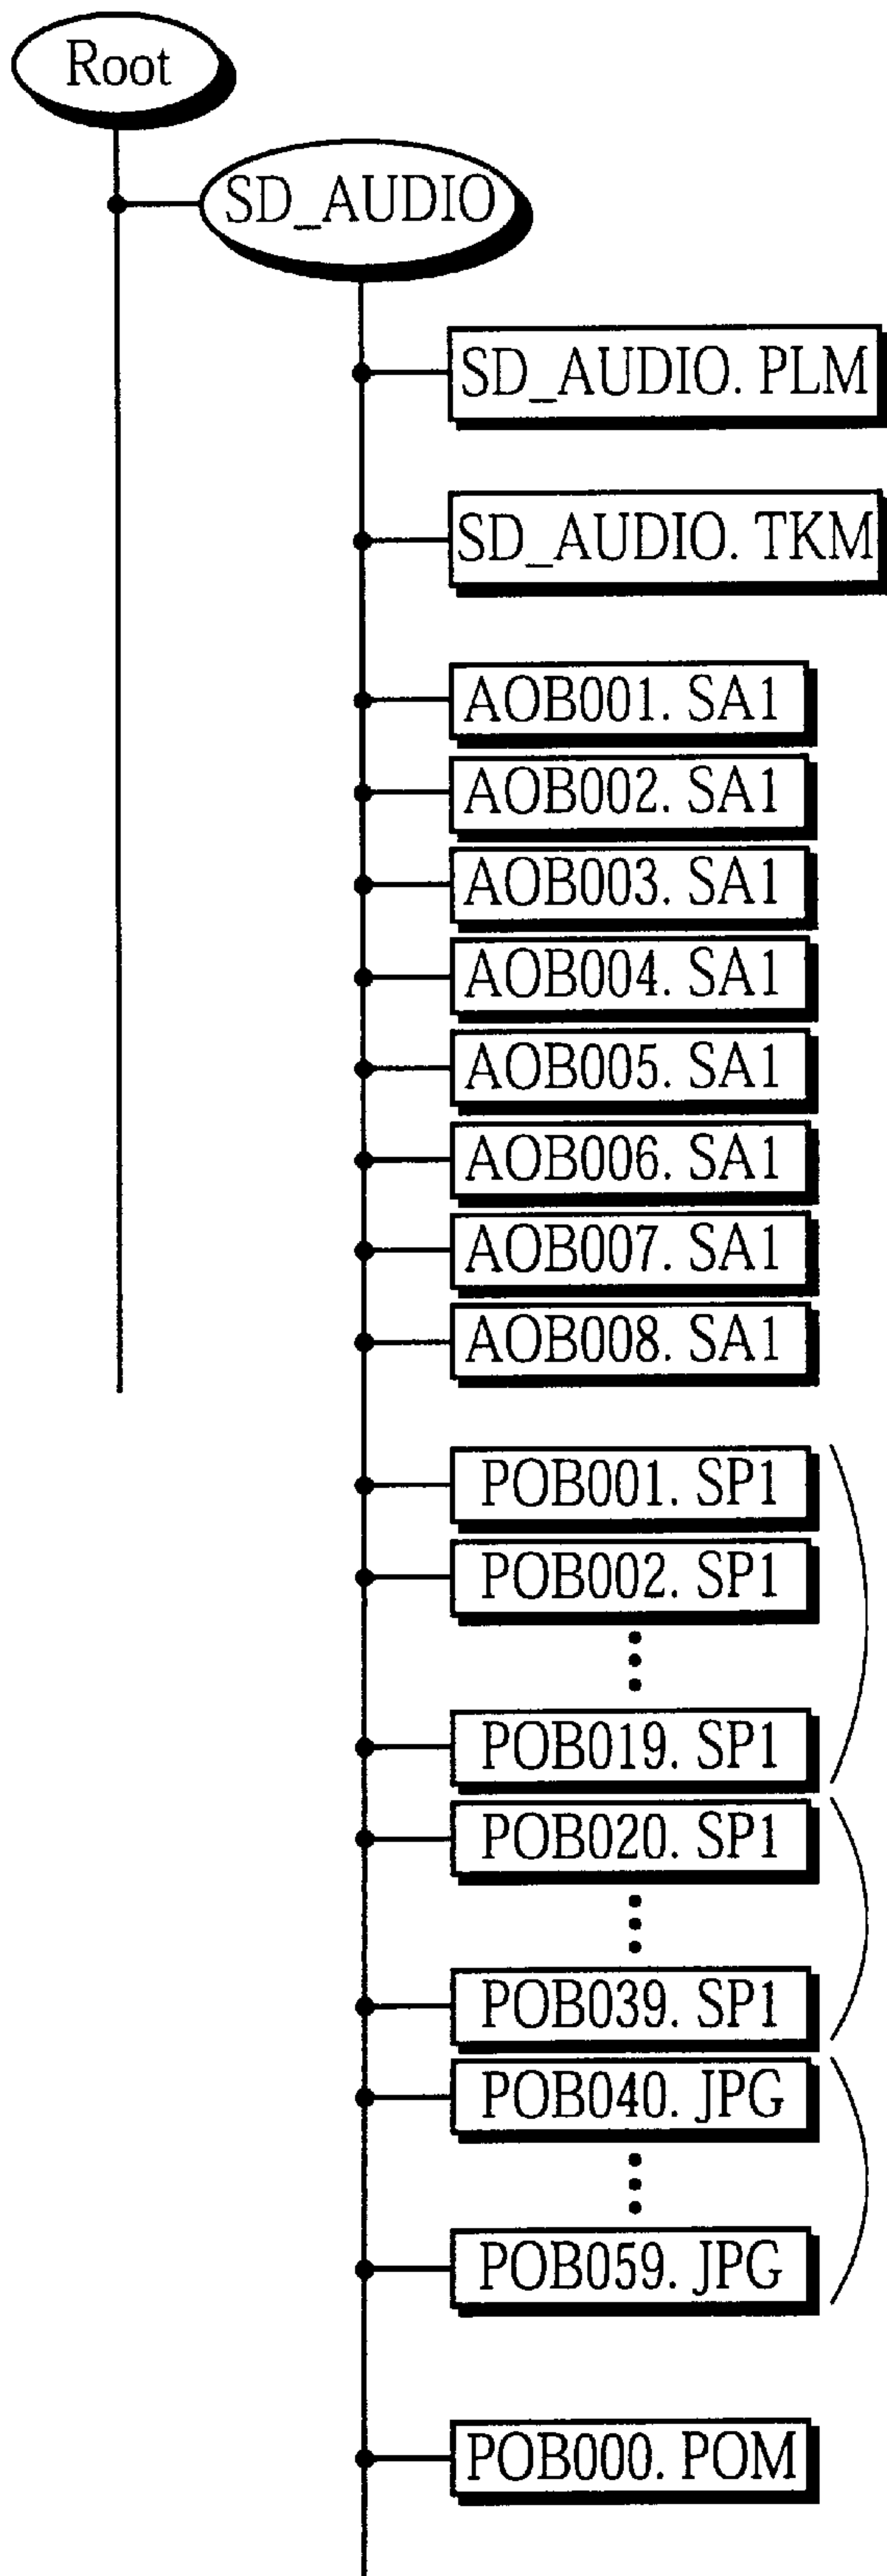 Root
SD_AUDIO
SD_AUDIO. PLM
SD_AUDIO. TKM
AOB001. SA1
AOB002. SA1
AOB003. SA1
AOB004. SA1
AOB005. SA1
AOB006. SA1
AOB007. SA1
AOB008. SA1
POB001. SP1
POB002. SP1
POB019. SP1
POB020. SP1
POB039. SP1
POB040. JPG
POB059. JPG
POB000. POM